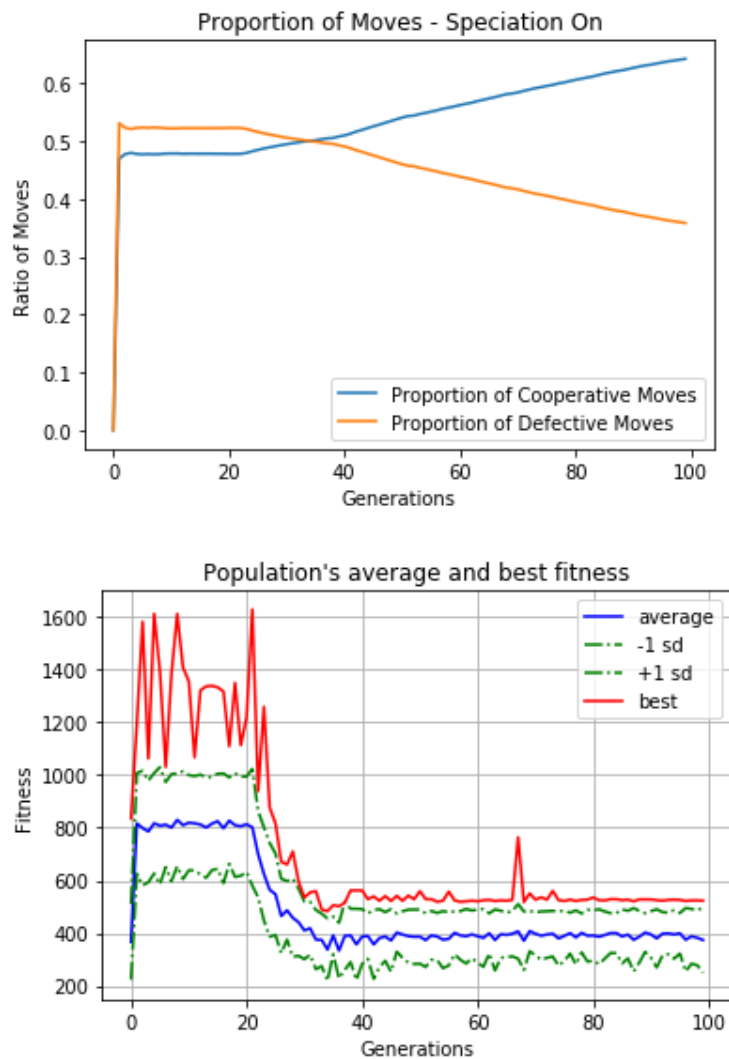 Proportion of Moves - Speciation On
0.6
0.5
0.4
0.3
0.2
0.1
0.0
Ratio of Moves
Proportion of Cooperative Moves
Proportion of Defective Moves
0 20 40 60 80 100
Generations
Population's average and best fitness
1600
1400
1200
1000
800
600
400
200
Fitness
average
-1 sd
+1 sd
best
0 20 40 60 80 100
Generations